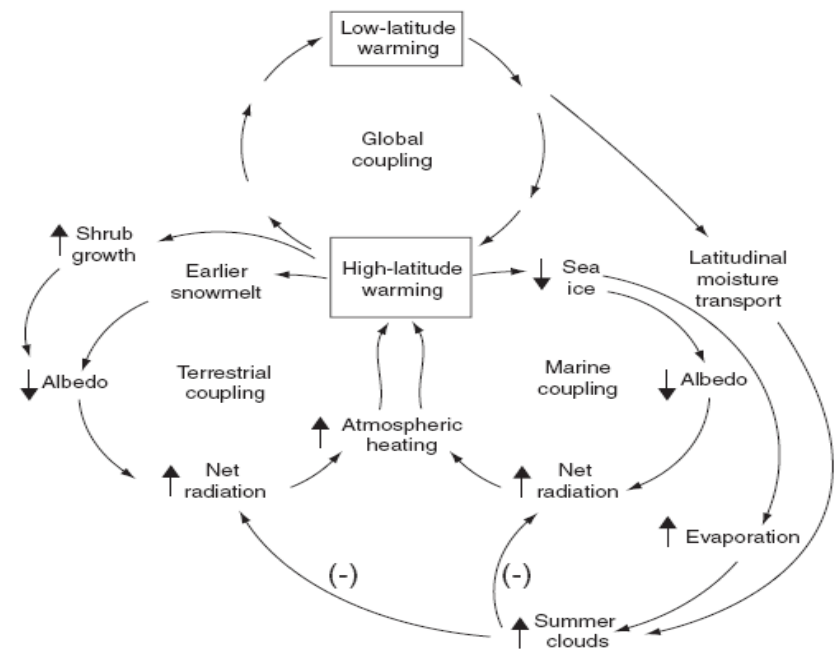 Low-latitude
warming
Global
coupling
Shrub
growth
Earlier
snowmelt
High-latitude
warming
Sea
ice
Latitudinal
moisture
transport
Albedo
Terrestrial
coupling
Marine
coupling
Albedo
Atmospheric
heating
Net
radiation
Net
radiation
Evaporation
(-)
(-)
Summer
clouds